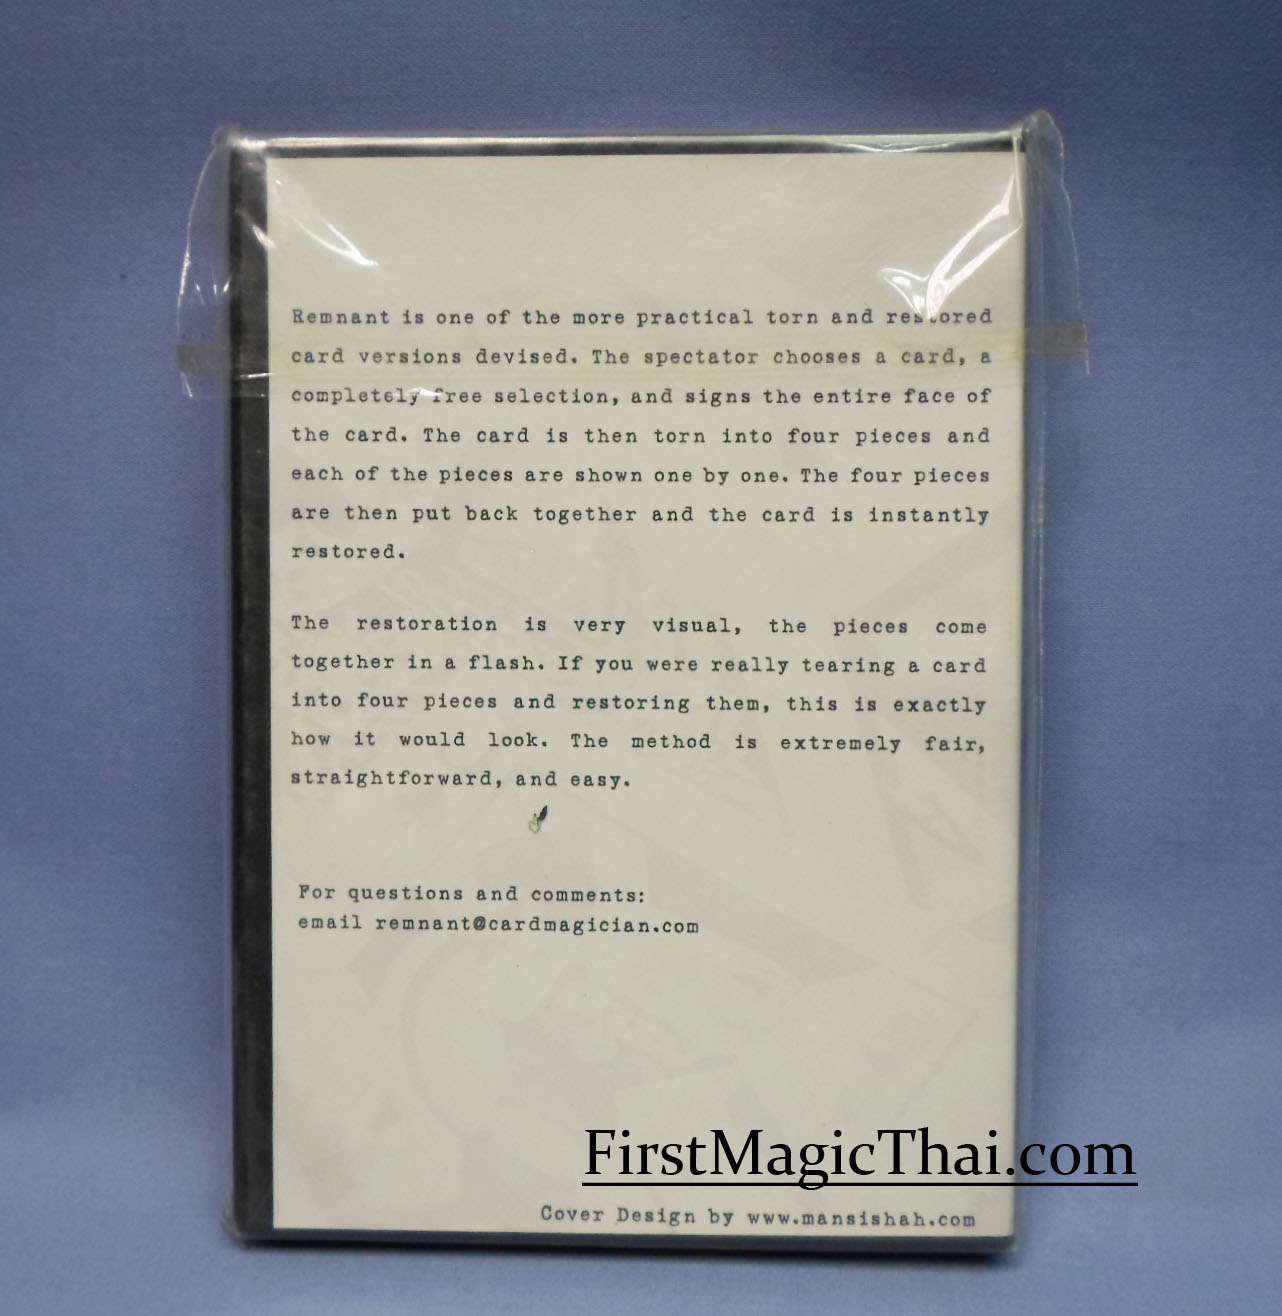 Remnant is one of the more practical torn and restored
card versions devised. The spectator chooses a card, a
completely free selection, and signs the entire face of
the card. The card is then torn into four pieces and
each of the pieces are shown one by one. The four pieces
are then put back together and the card is instantly
restored.
The restoration is very visual, the pieces come
together in a flash. If you were really tearing a card
into four pieces and restoring them, this is exactly
how it would look. The method is extremely fair,
straightforward, and easy.
For questions and comments:
email remnant@cardmagician.com
FirstMagicThai.com
Cover Design by www.mansishah.com